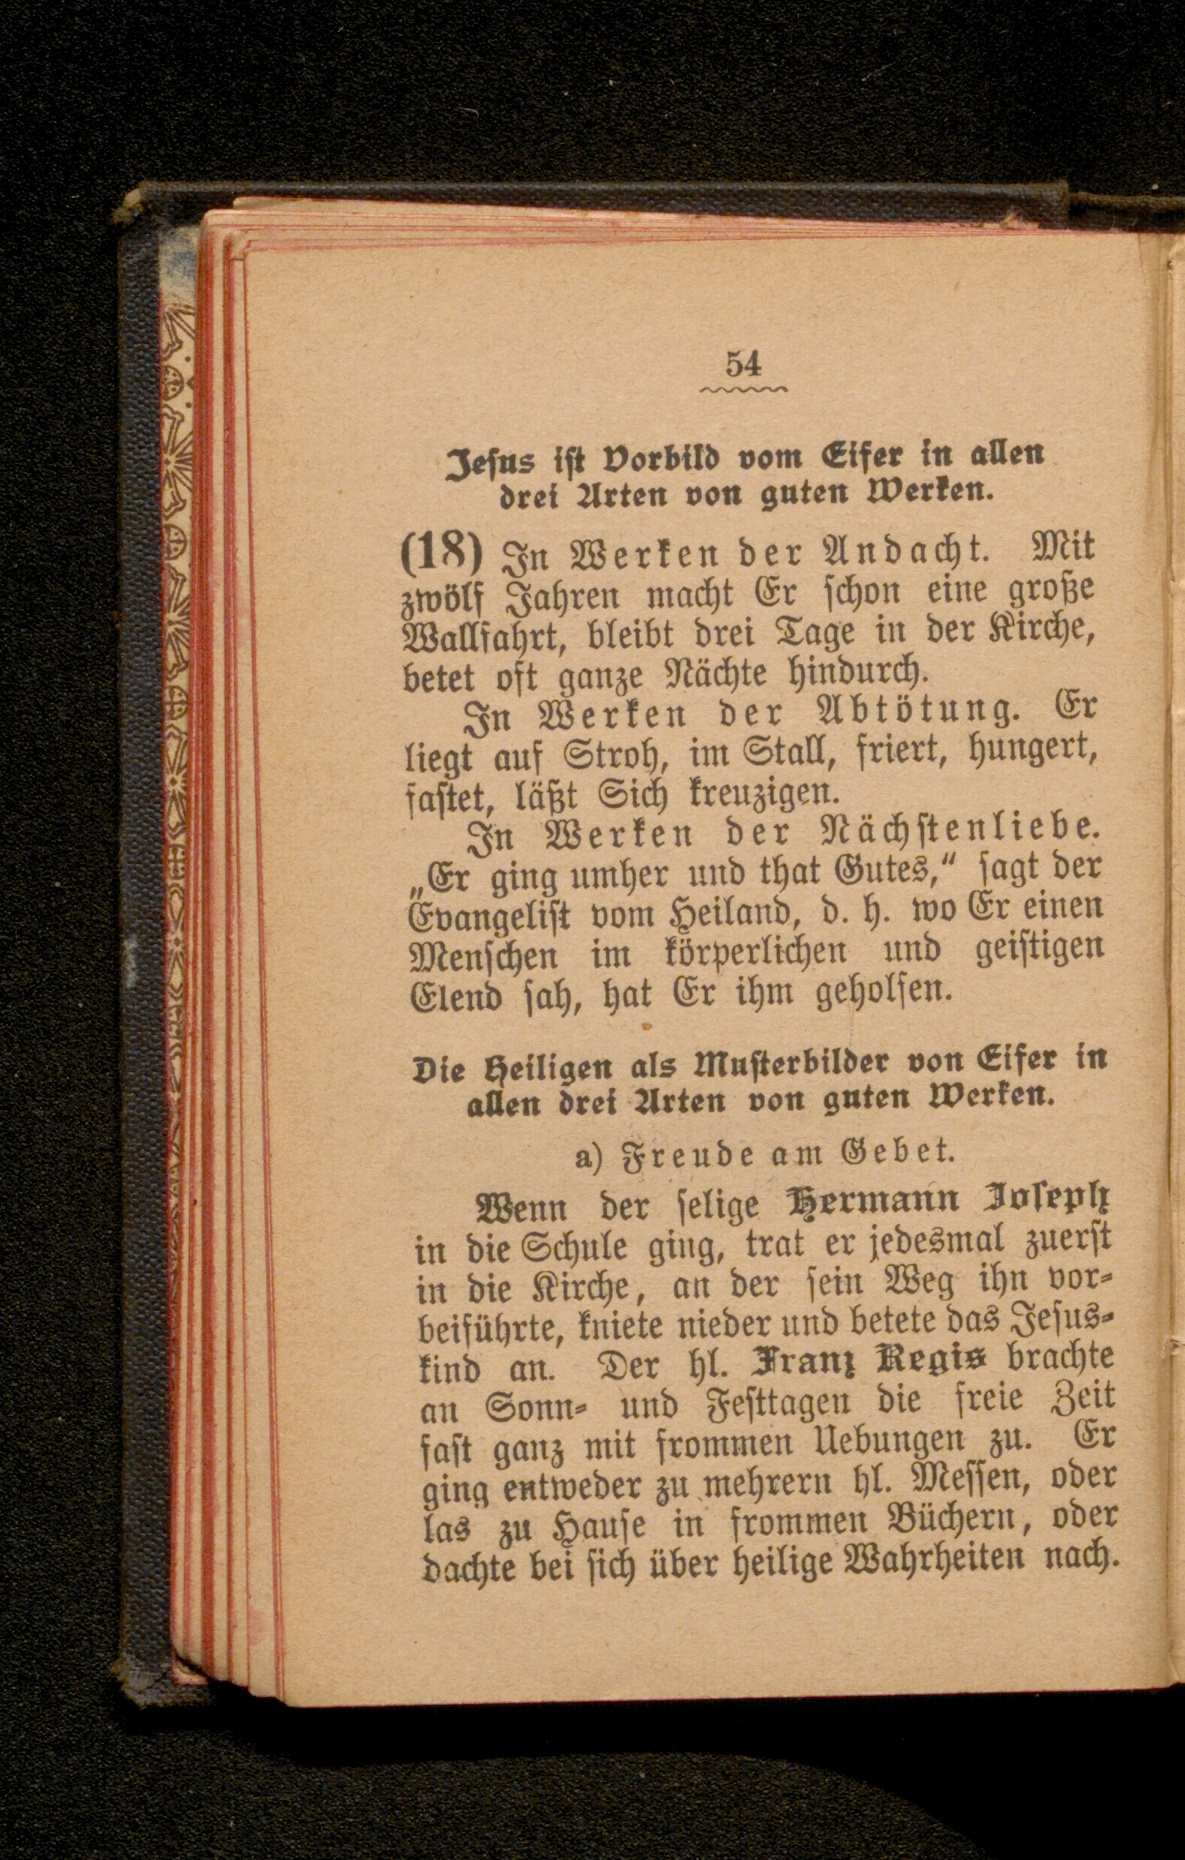 54
Jesus ist Vorbild vom Eifer in allen
drei Arten von guten Werken.
(18) In Werken der Andacht. Mit
zwölf Jahren macht Er schon eine große
Wallfahrt, bleibt drei Tage in der Kirche,
betet oft ganze Nächte hindurch.
In Werken der Abtötung. Er
liegt auf Stroh, im Stall, friert, hungert,
fastet, läßt Sich kreuzigen.
In Werken der Nächstenliebe.
„Er ging umher und that Gutes,“ sagt der
Evangelist vom Heiland, d. h. wo Er einen
Menschen im körperlichen und geistigen
Elend sah, hat Er ihm geholfen.
Die Heiligen als Musterbilder von Eifer in
allen drei Arten von guten Werken.
a) Freude am Gebet.
Wenn der selige Hermann Joseph
in die Schule ging, trat er jedesmal zuerst
in die Kirche, an der sein Weg ihn vor-
beiführte, kniete nieder und betete das Jesus-
kind an. Der hl. Franz Regis brachte
an Sonn- und Festtagen die freie Zeit
fast ganz mit frommen Uebungen zu. Er
ging entweder zu mehrern hl. Messen, oder
las zu Hause in frommen Büchern, oder
dachte bei sich über heilige Wahrheiten nach.